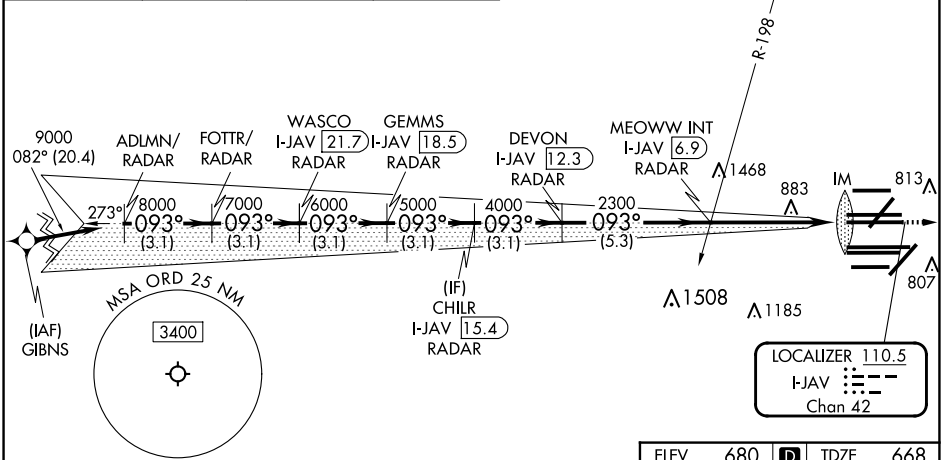 R-198
WASCO
I-JAV 21.7
RADAR
GEMMS
I-JAV 18.5
RADAR
MEOWW INT
I-JAV 6.9
RADAR
DEVON
I-JAV 12.3
RADAR
9000
082° (20.4)
ADLMN/
RADAR
FOTTR/
RADAR
1468
883
IM
813
273°
8000
093°
(3.1)
7000
093°
(3.1)
6000
093°
(3.1)
5000
093°
(3.1)
4000
093°
(3.1)
2300
093°
(5.3)
807
(IAF)
GIBNS
MSA ORD 25 NM
3400
(IF)
CHILR
I-JAV 15.4
RADAR
1508
1185
LOCALIZER 110.5
I-JAV
Chan 42
ELEV 680 D TDZE 668